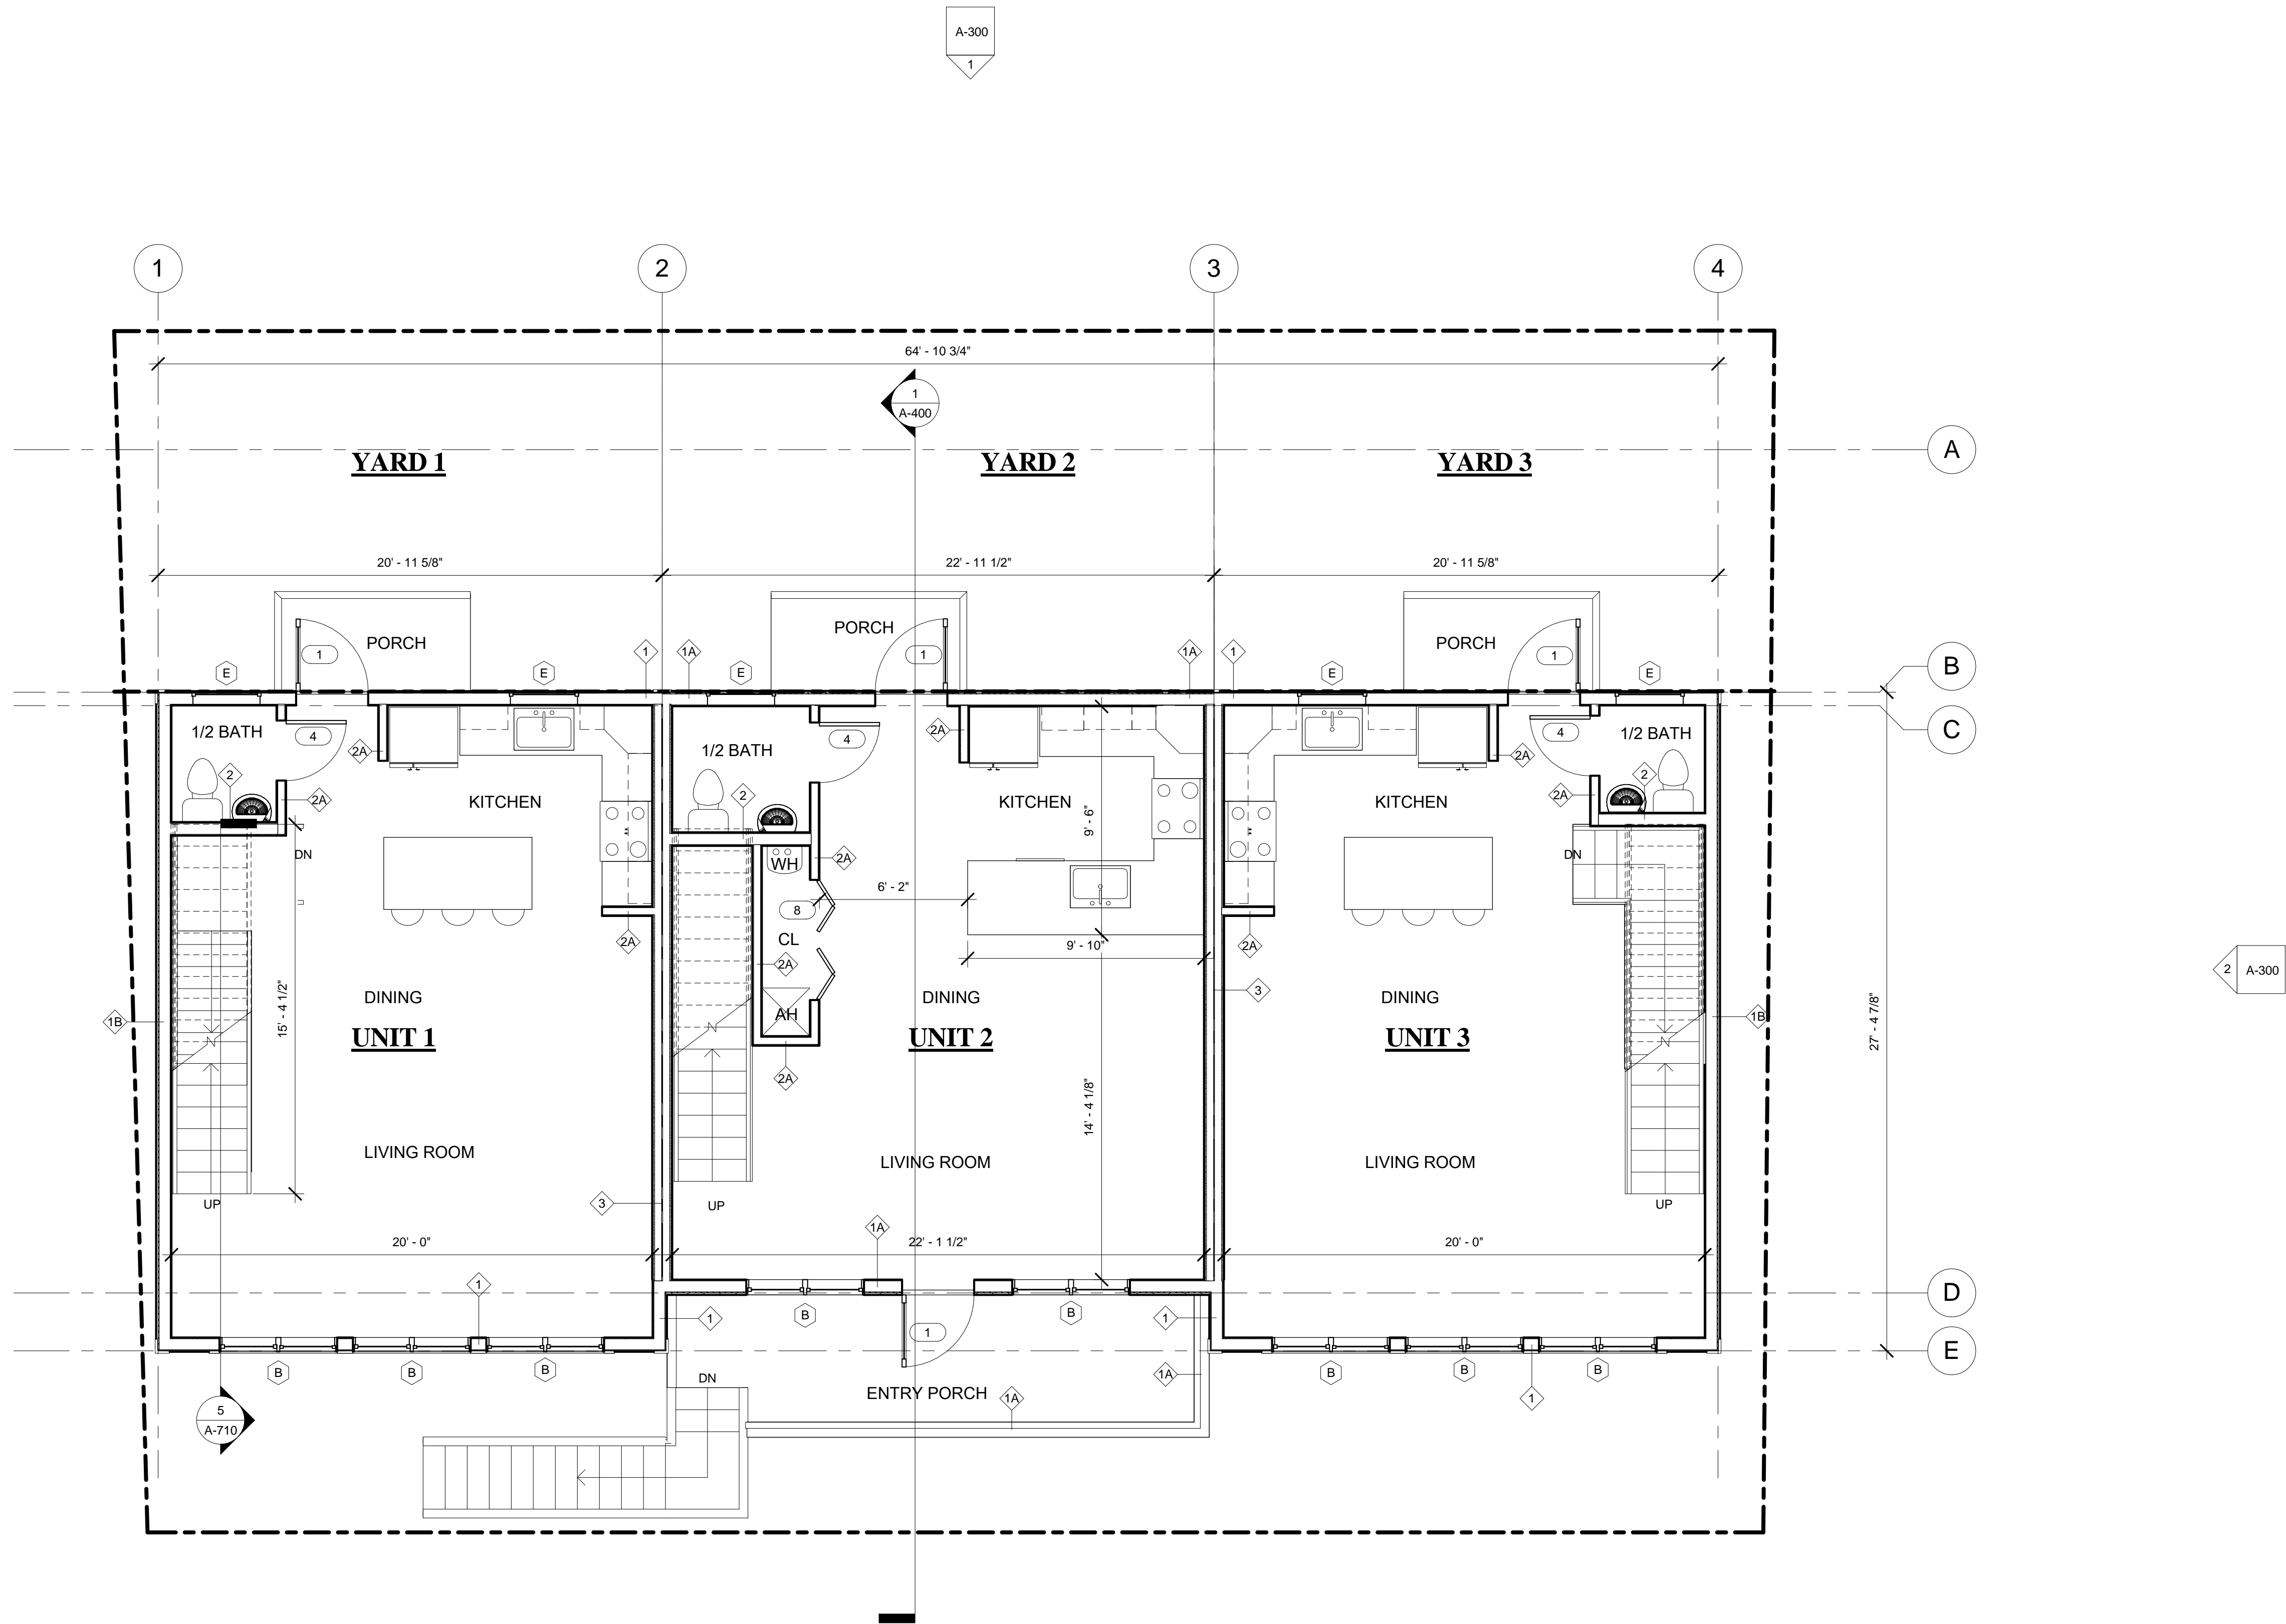 A-300
1
1 2 3 4
64' - 10 3/4"
1
A-400
A
YARD 1 YARD 2 YARD 3
20' - 11 5/8" 22' - 11 1/2" 20' - 11 5/8"
PORCH PORCH PORCH
1 1 1A 1 1A 1 1
E E E E E
B
C
1/2 BATH 4 2A 1/2 BATH 4 2A 2A 4 1/2 BATH
2 2A 2 2A 2
KITCHEN KITCHEN KITCHEN
9' - 6"
DN WH 2A DN
6' - 2"
8
CL
2A 2A 9' - 10" 2A
2 A-300
3
DINING DINING DINING
15' - 4 1/2"
AH
1B 1B
27' - 4 7/8"
UNIT 1 UNIT 2 UNIT 3
N N N
2A
14' - 4 1/8"
LIVING ROOM LIVING ROOM LIVING ROOM
UP 3 UP UP
1A
20' - 0" 22' - 1 1/2" 20' - 0"
1
D
B B
1 1 1
E
B B B B B B
DN
ENTRY PORCH 1A 1A 1
5
A-710